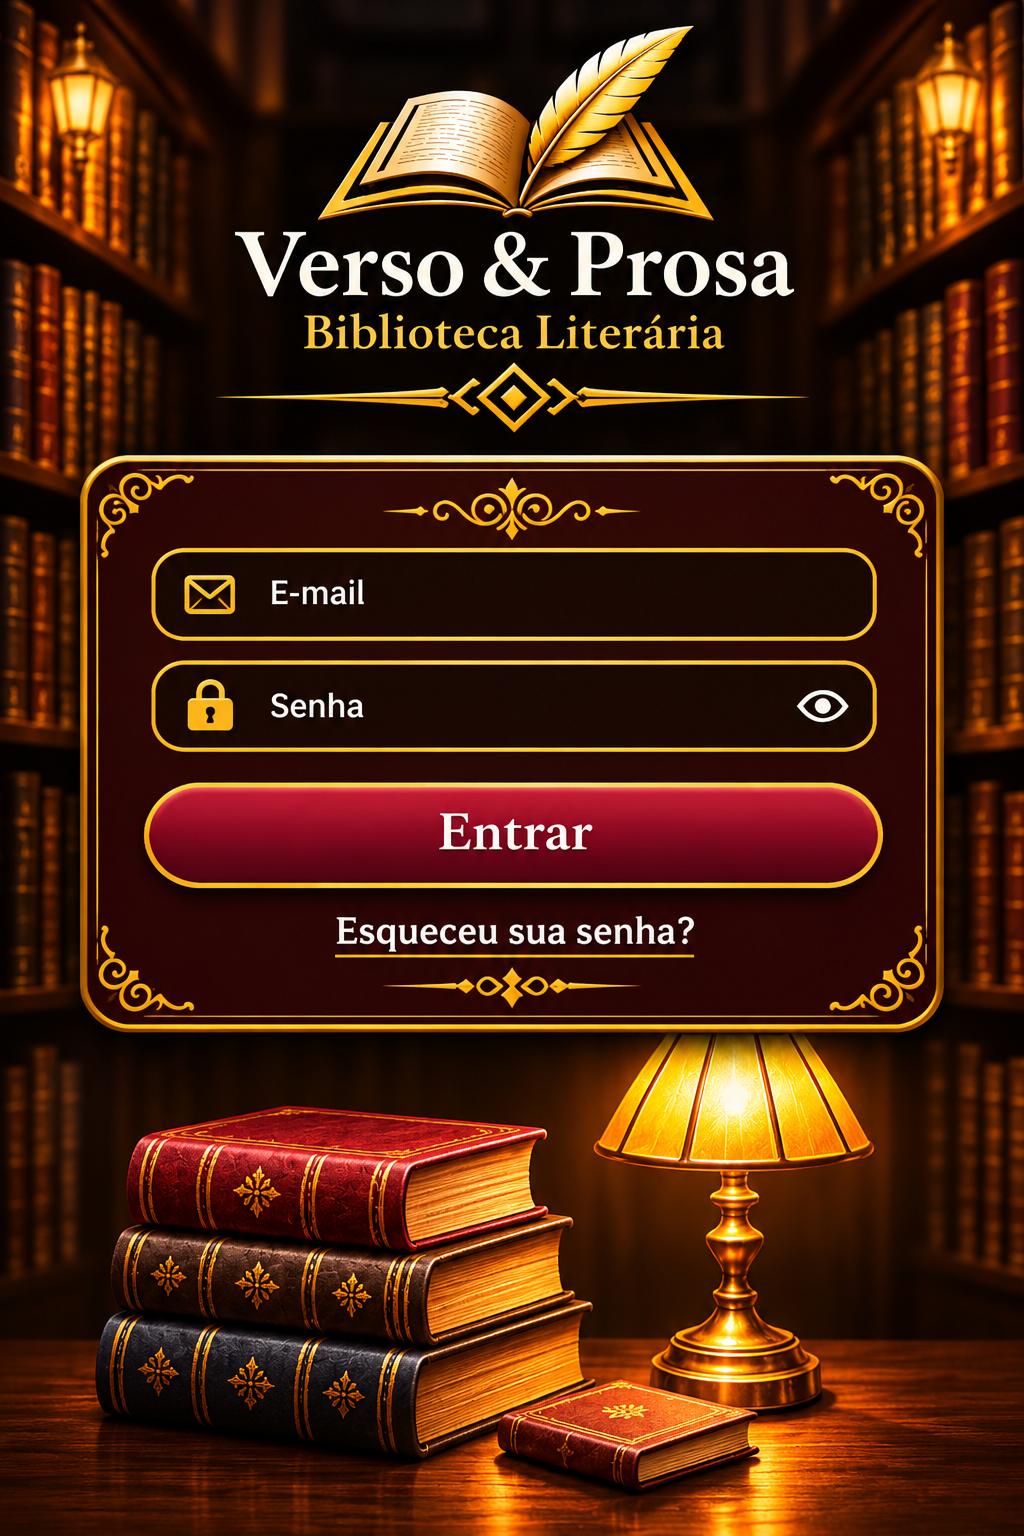 Verso & Prosa
Biblioteca Literária
E-mail
Senha
Entrar
Esqueceu sua senha?